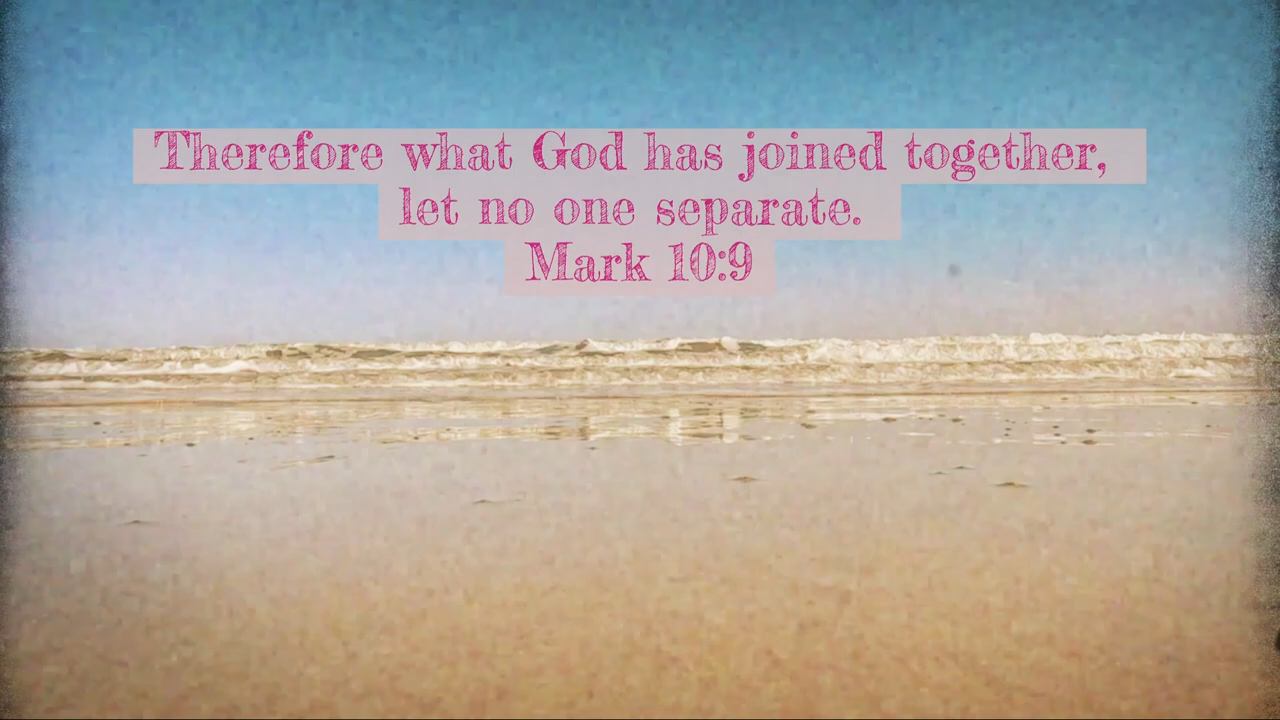 Therefore what God has joined together,
let no one separate.
Mark 10:9